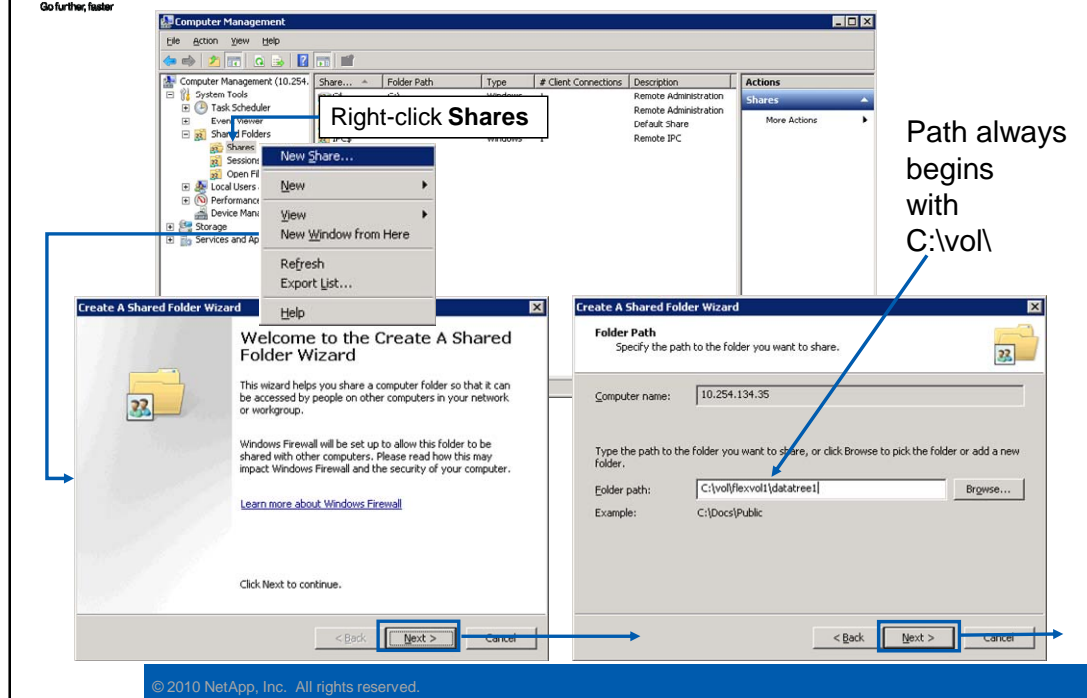 Go further, faster
Computer Management
File Action View Help
Computer Management (10.254.
System Tools
Task Scheduler
Event Viewer
Shared Folders
Shares
Sessions
Open Fil
Local Users
Performance
Device Mana
Storage
Services and Ap
Share... Folder Path Type # Client Connections Description
Remote Administration
Remote Administration
Default Share
IPC$ Windows Remote IPC
Actions
Shares
More Actions
Right-click Shares
New Share...
New
View
New Window from Here
Refresh
Export List...
Help
Path always
begins
with
C:\vol\
Create A Shared Folder Wizard
Welcome to the Create A Shared
Folder Wizard
This wizard helps you share a computer folder so that it can
be accessed by people on other computers in your network
or workgroup.
Windows Firewall will be set up to allow this folder to be
shared with other computers. Please read how this may
impact Windows Firewall and the security of your computer.
Learn more about Windows Firewall
Click Next to continue.
< Back Next > Cancel
Create A Shared Folder Wizard
Folder Path
Specify the path to the folder you want to share.
Computer name: 10.254.134.35
Type the path to the folder you want to share, or click Browse to pick the folder or add a new
folder.
Folder path: C:\vol\flexvol1\datatree1
Browse...
Example: C:\Docs\Public
< Back Next > Cancel
© 2010 NetApp, Inc. All rights reserved.